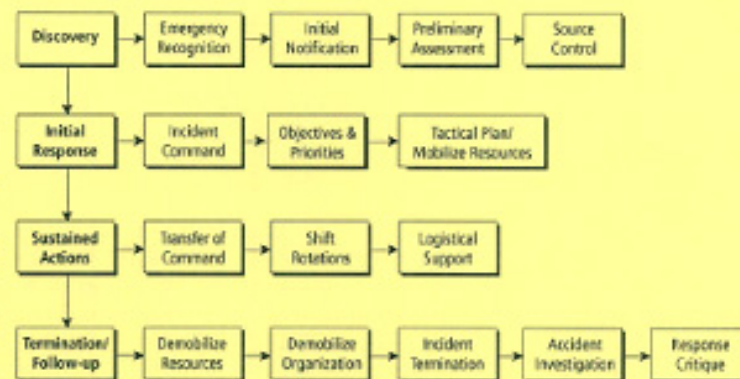 Discovery
Emergency
Recognition
Initial
Notification
Preliminary
Assessment
Source
Control
Initial
Response
Incident
Command
Objectives &
Priorities
Tactical Plan/
Mobilize Resources
Sustained
Actions
Transfer of
Command
Shift
Rotations
Logistical
Support
Termination/
Follow-up
Demobilize
Resources
Demobilize
Organization
Incident
Termination
Accident
Investigation
Response
Critique